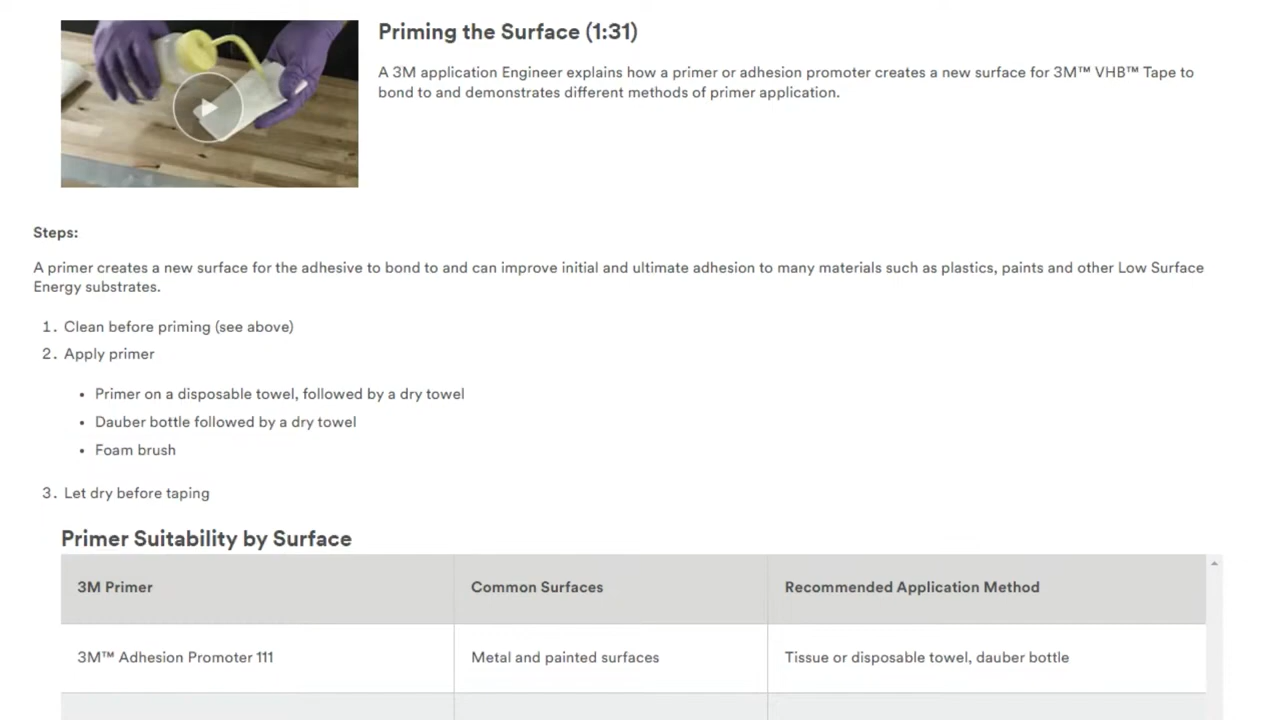 Priming the Surface (1:31)
A 3M application Engineer explains how a primer or adhesion promoter creates a new surface for 3M™ VHB™ Tape to
bond to and demonstrates different methods of primer application.
Steps:
A primer creates a new surface for the adhesive to bond to and can improve initial and ultimate adhesion to many materials such as plastics, paints and other Low Surface
Energy substrates.
1. Clean before priming (see above)
2. Apply primer
• Primer on a disposable towel, followed by a dry towel
• Dauber bottle followed by a dry towel
• Foam brush
3. Let dry before taping
Primer Suitability by Surface
3M Primer Common Surfaces Recommended Application Method
3M™ Adhesion Promoter 111 Metal and painted surfaces Tissue or disposable towel, dauber bottle